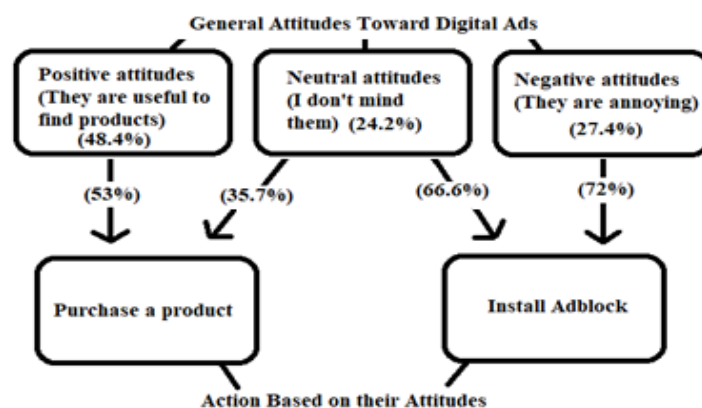 General Attitudes Toward Digital Ads
Positive attitudes
(They are useful to
find products)
(48.4%)
Neutral attitudes
(I don't mind
them) (24.2%)
Negative attitudes
(They are annoying)
(27.4%)
(53%)
(35.7%)
(66.6%)
(72%)
Purchase a product
Install Adblock
Action Based on their Attitudes